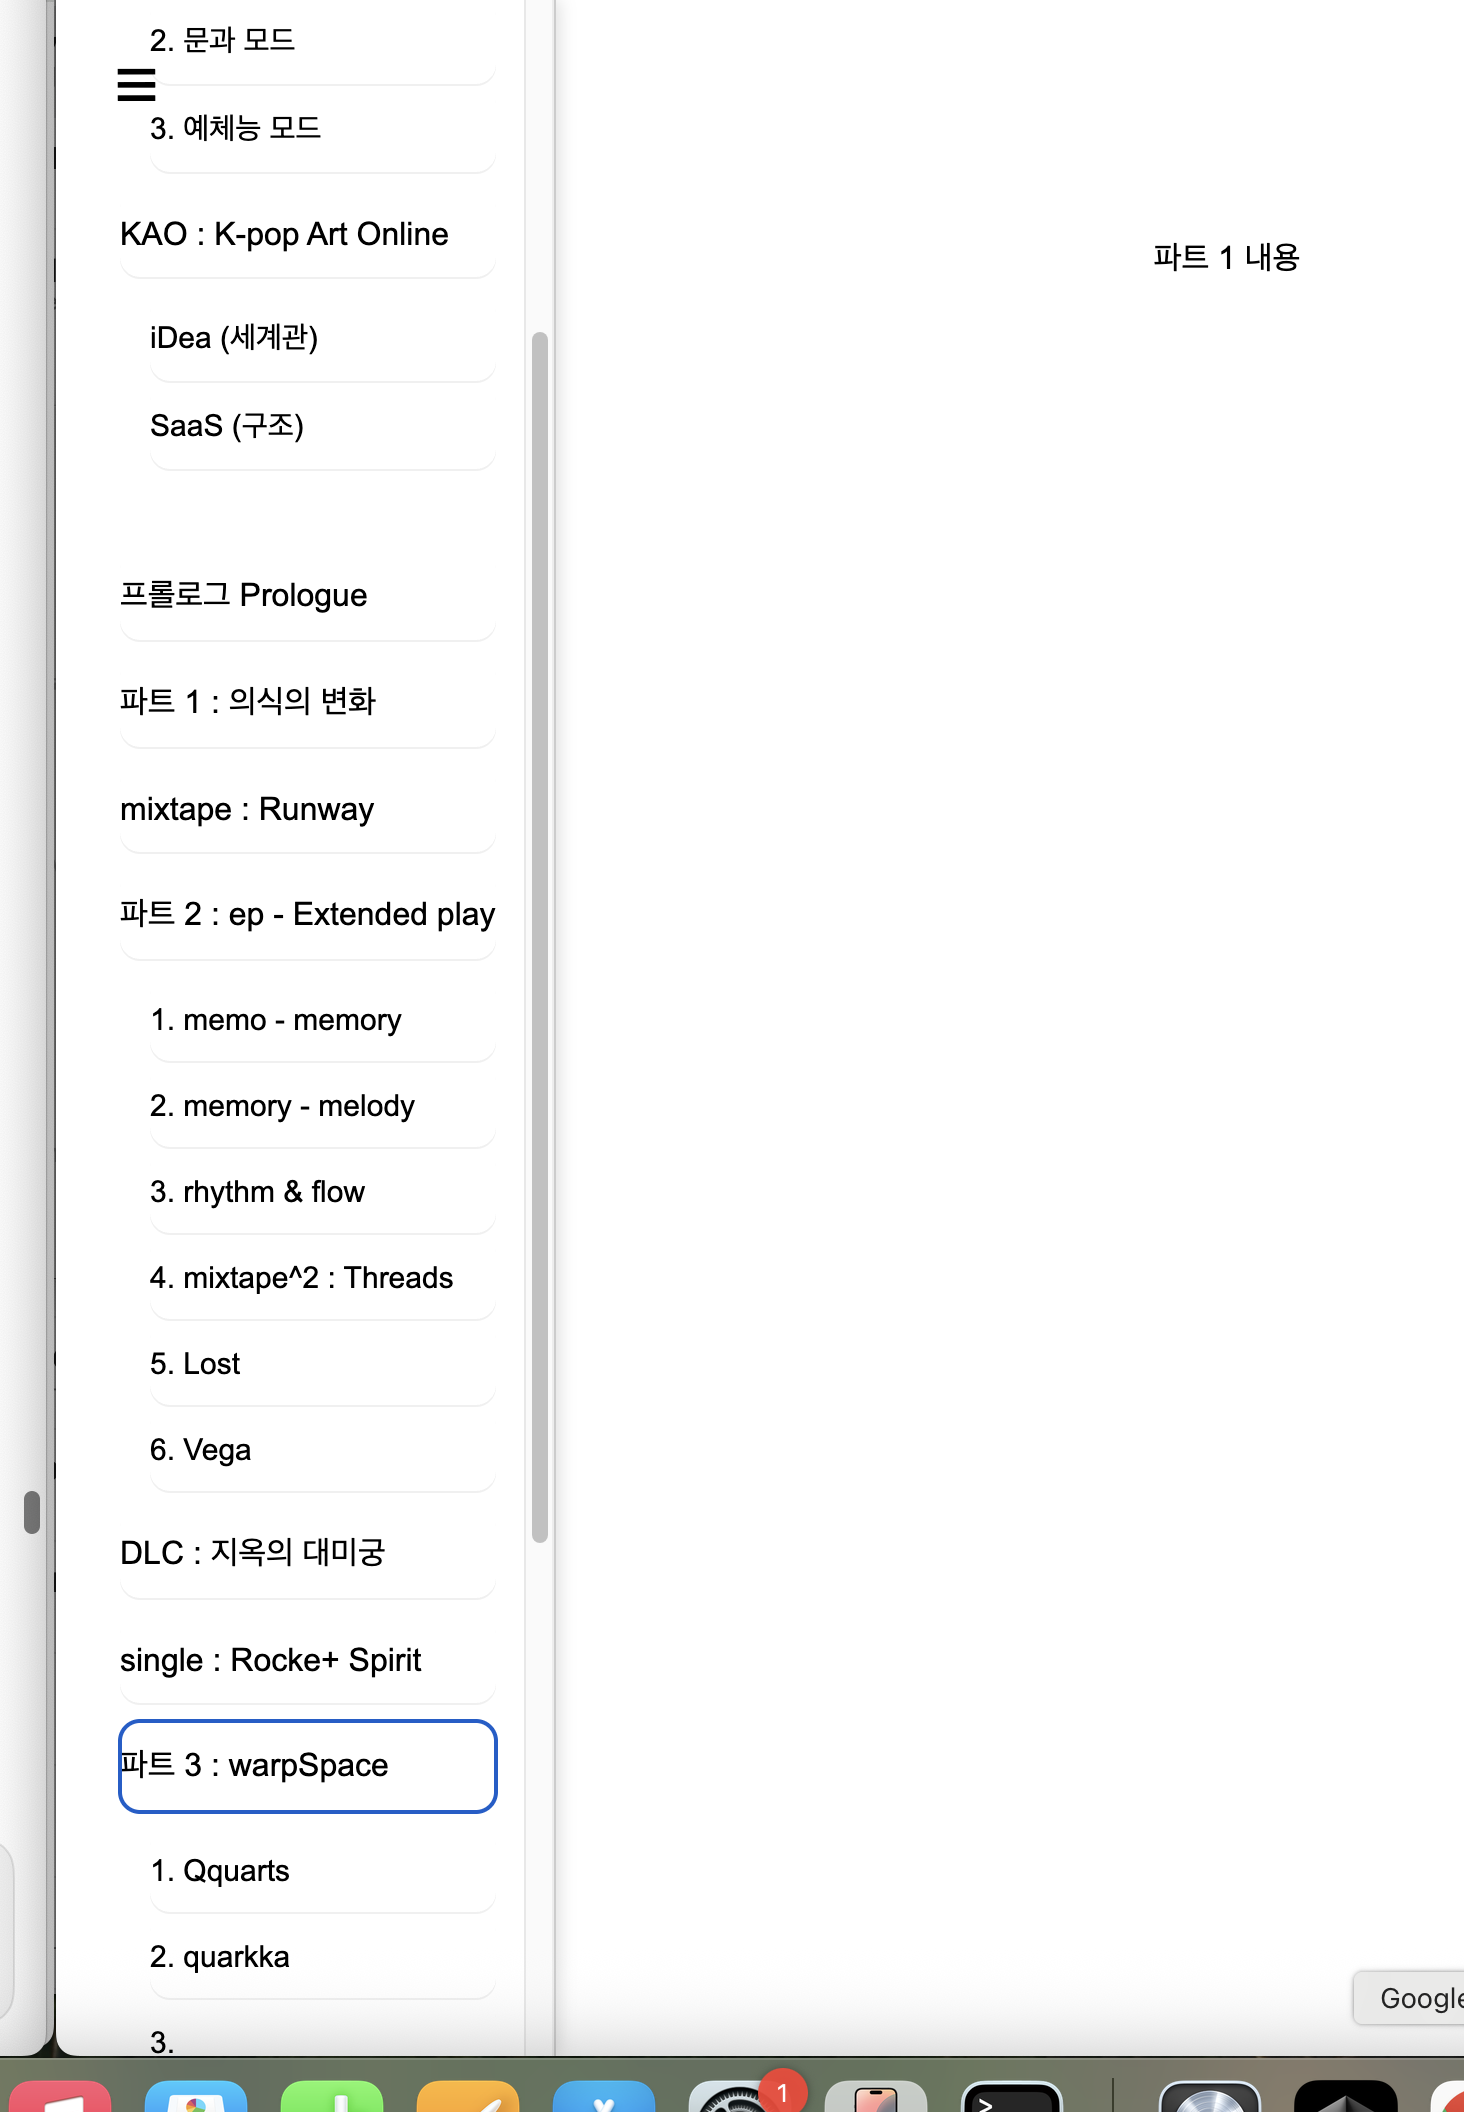 2. 문과 모드
3. 예체능 모드
KAO : K-pop Art Online
파트 1 내용
iDea (세계관)
SaaS (구조)
프롤로그 Prologue
파트 1 : 의식의 변화
mixtape : Runway
파트 2 : ep - Extended play
1. memo - memory
2. memory - melody
3. rhythm & flow
4. mixtape^2 : Threads
5. Lost
6. Vega
DLC : 지옥의 대미궁
single : Rocke+ Spirit
파트 3 : warpSpace
1. Qquarts
2. quarkka
Google
3.
1